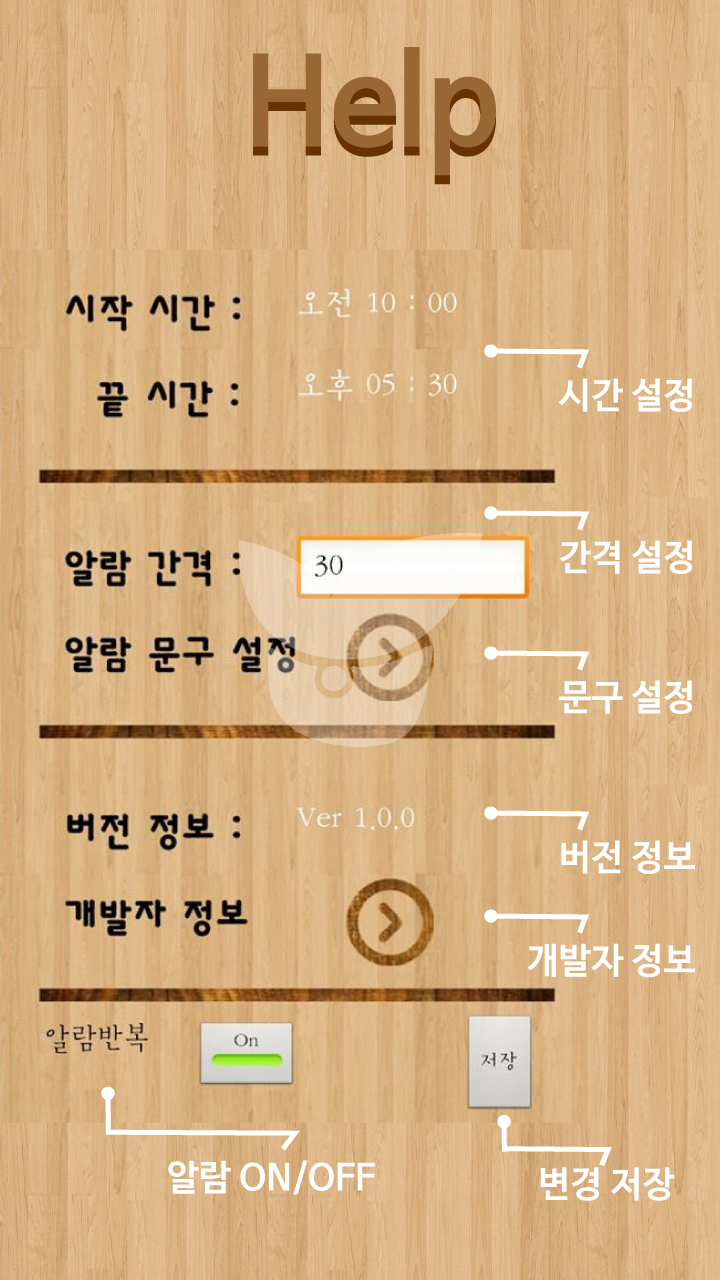 Help
시작 시간 : 오전 10 : 00
끝 시간 : 오후 05 : 30
시간 설정
알람 간격 : 30
간격 설정
알람 문구 설정
문구 설정
버전 정보 : Ver 1.0.0
버전 정보
개발자 정보
개발자 정보
알람반복 On 저장
알람 ON/OFF
변경 저장